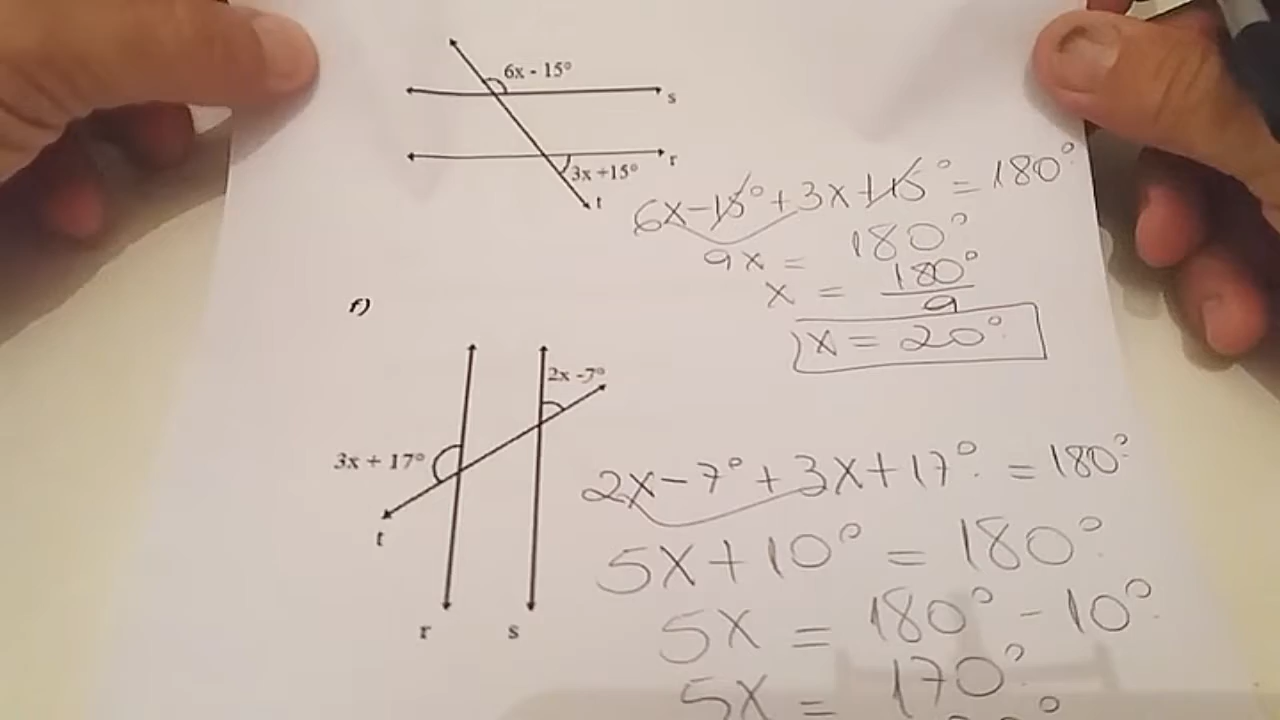 6x - 15°
s
r
3x +15°
t
6x-15°+3x+15°=180°
9x = 180°
x = 180°
9
x = 20°
f)
2x -7°
3x + 17°
t
r
s
2x-7°+3x+17°=180°
5x+10°=180°
5x = 180°-10°
5x = 170°